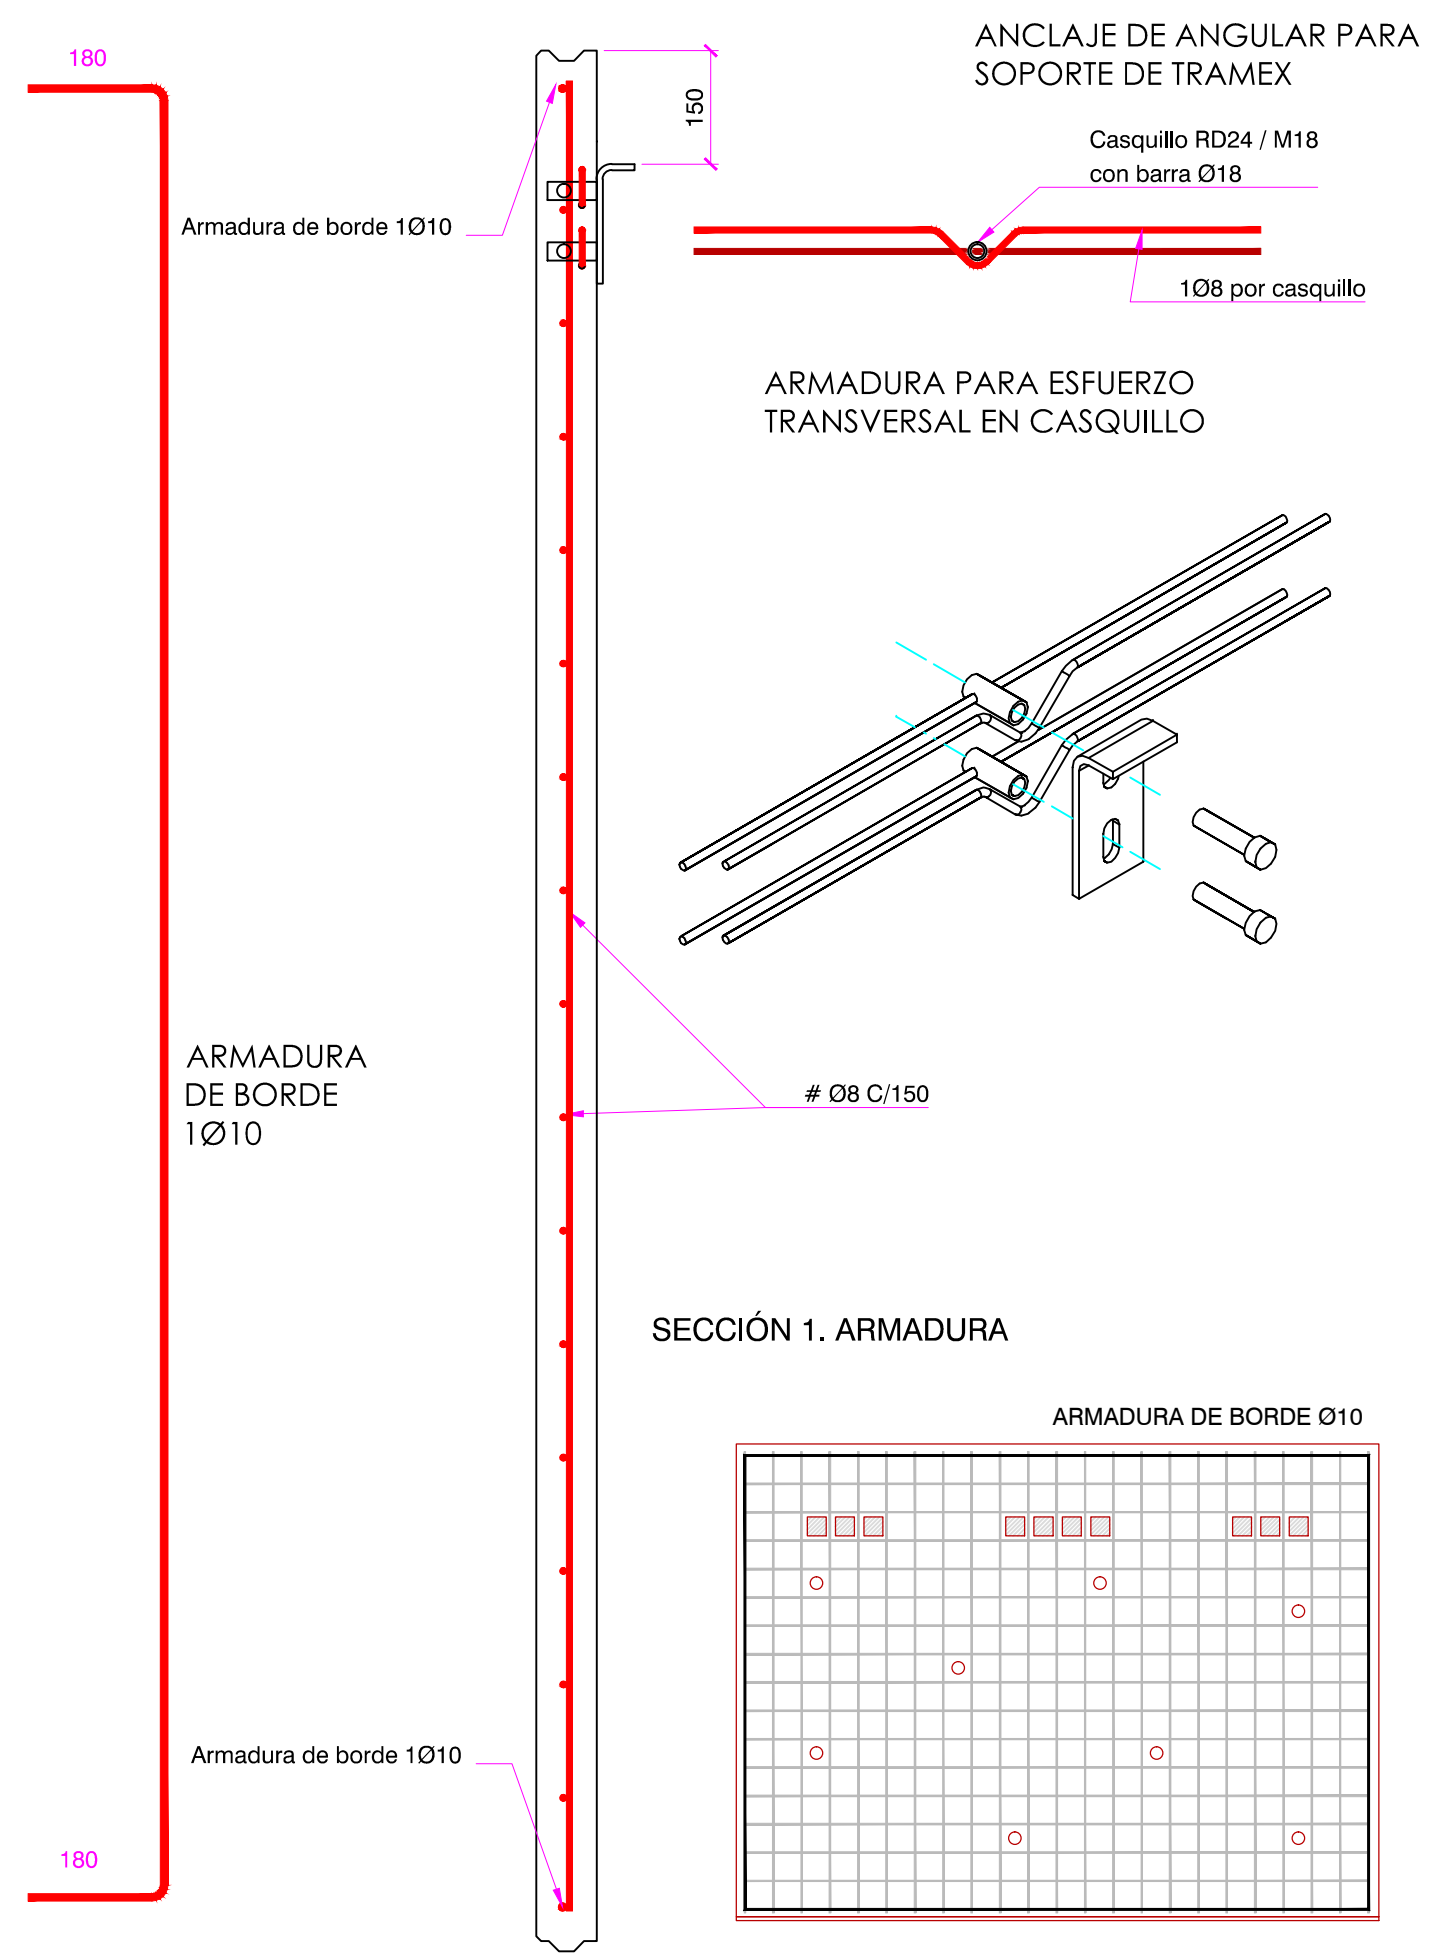 180
ANCLAJE DE ANGULAR PARA
SOPORTE DE TRAMEX
150
Casquillo RD24 / M18
con barra Ø18
Armadura de borde 1Ø10
1Ø8 por casquillo
ARMADURA PARA ESFUERZO
TRANSVERSAL EN CASQUILLO
ARMADURA
DE BORDE
1Ø10
# Ø8 C/150
SECCIÓN 1. ARMADURA
ARMADURA DE BORDE Ø10
Armadura de borde 1Ø10
180